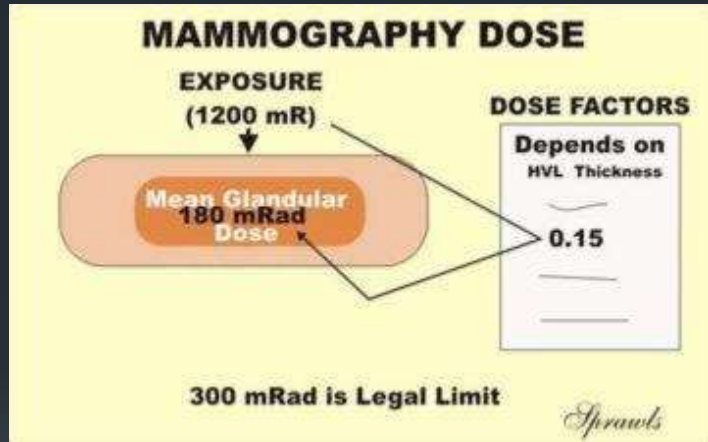 MAMMOGRAPHY DOSE
EXPOSURE
(1200 mR)
DOSE FACTORS
Depends on
HVL Thickness
Mean Glandular
180 mRad
Dose
0.15
300 mRad is Legal Limit
Sprawls